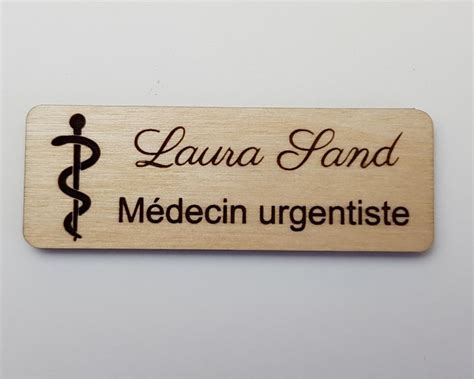 Laura Sand
Médecin urgentiste